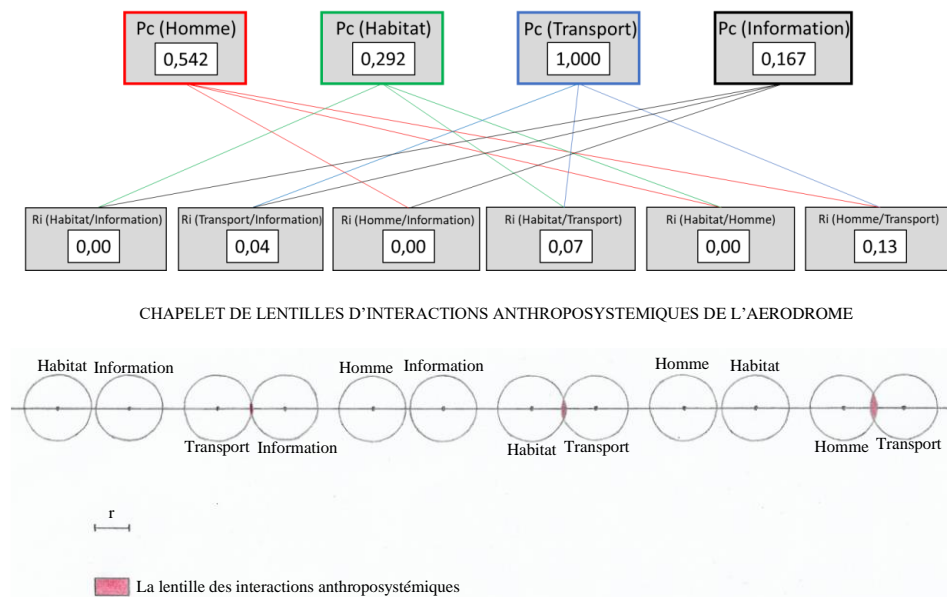 Pc (Homme)
0,542
Pc (Habitat)
0,292
Pc (Transport)
1,000
Pc (Information)
0,167
Ri (Habitat/Information)
0,00
Ri (Transport/Information)
0,04
Ri (Homme/Information)
0,00
Ri (Habitat/Transport)
0,07
Ri (Habitat/Homme)
0,00
Ri (Homme/Transport)
0,13
CHAPELET DE LENTILLES D’INTERACTIONS ANTHROPOSYSTEMIQUES DE L’AERODROME
Habitat Information
Transport Information
Homme Information
Habitat Transport
Homme Habitat
Homme Transport
r
La lentille des interactions anthroposystémiques